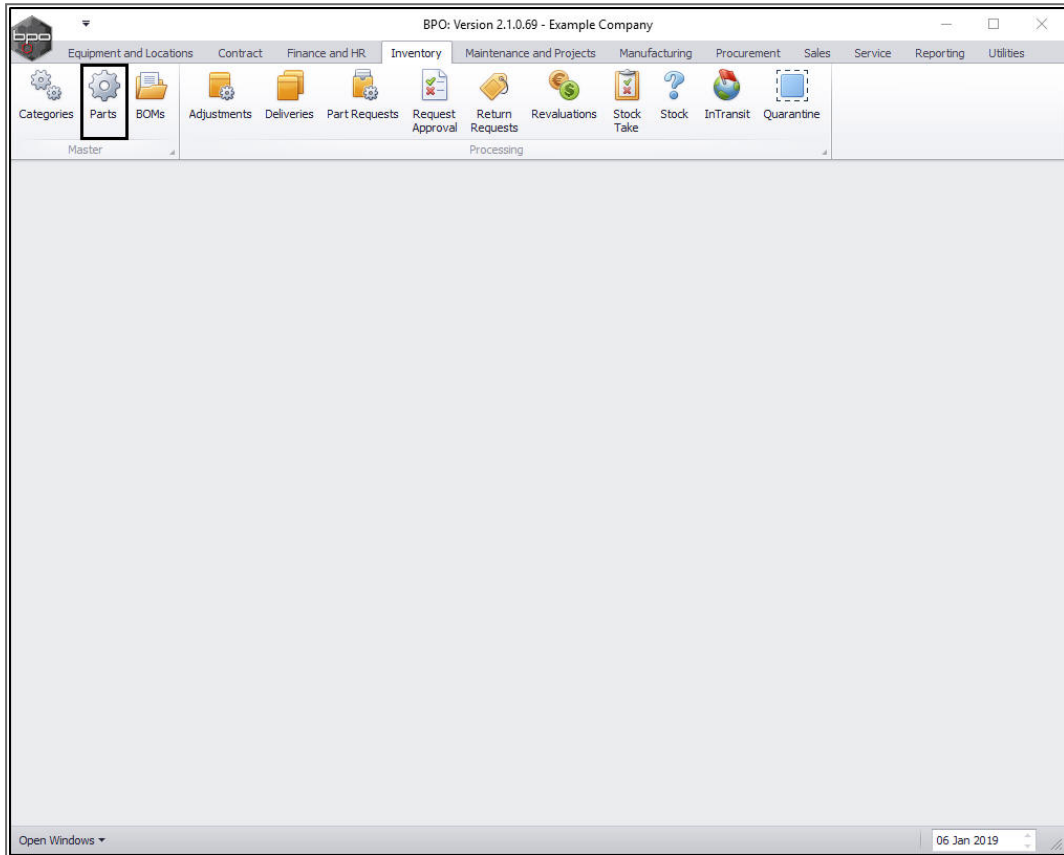 BPO: Version 2.1.0.69 - Example Company
bpo
Equipment and Locations Contract Finance and HR Inventory Maintenance and Projects Manufacturing Procurement Sales Service Reporting Utilities
Categories Parts BOMs Adjustments Deliveries Part Requests Request Approval Return Requests Revaluations Stock Take Stock InTransit Quarantine
Master Processing
Open Windows 06 Jan 2019